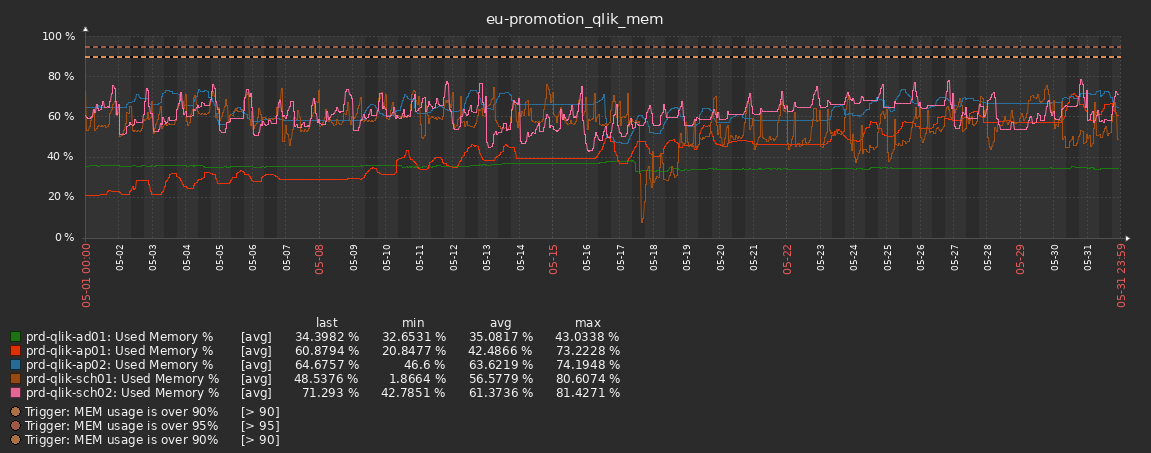 eu-promotion_qlik_mem
100 %
80 %
60 %
40 %
20 %
0 %
05-01 00:00 05-02 05-03 05-04 05-05 05-06 05-07 05-08 05-09 05-10 05-11 05-12 05-13 05-14 05-15 05-16 05-17 05-18 05-19 05-20 05-21 05-22 05-23 05-24 05-25 05-26 05-27 05-28 05-29 05-30 05-31 05-31 23:59
last min avg max
prd-qlik-ad01: Used Memory % [avg] 34.3982 % 32.6531 % 35.0817 % 43.0338 %
prd-qlik-ap01: Used Memory % [avg] 60.8794 % 20.8477 % 42.4866 % 73.2228 %
prd-qlik-ap02: Used Memory % [avg] 64.6757 % 46.6 % 63.6219 % 74.1948 %
prd-qlik-sch01: Used Memory % [avg] 48.5376 % 1.8664 % 56.5779 % 80.6074 %
prd-qlik-sch02: Used Memory % [avg] 71.293 % 42.7851 % 61.3736 % 81.4271 %
Trigger: MEM usage is over 90% [> 90]
Trigger: MEM usage is over 95% [> 95]
Trigger: MEM usage is over 90% [> 90]